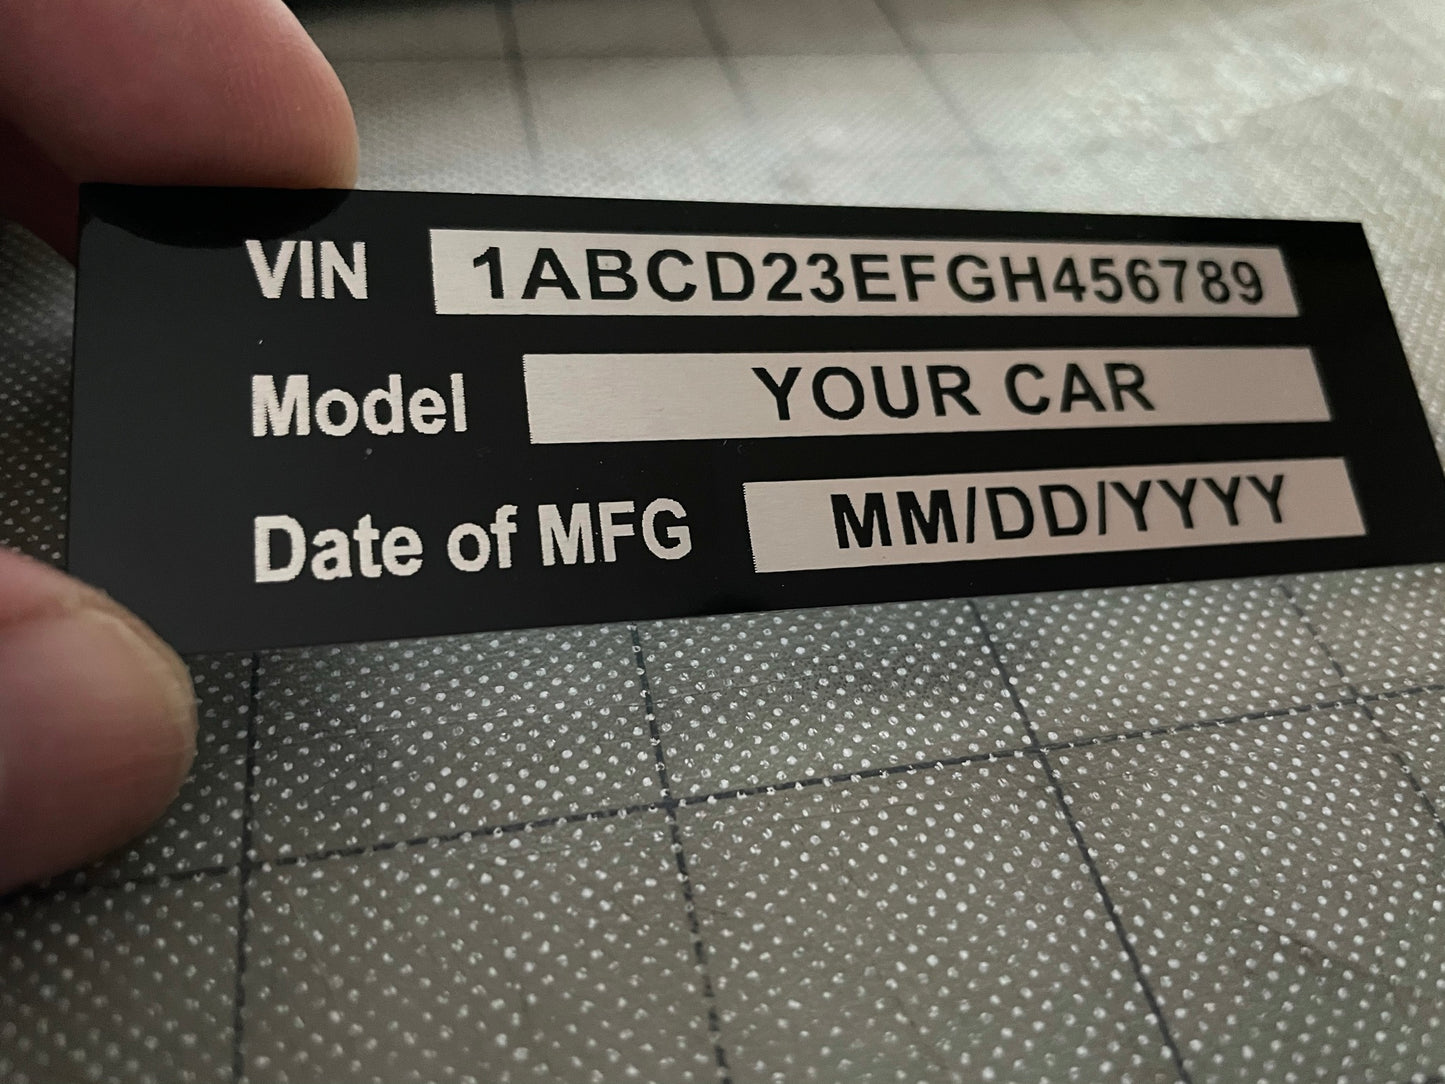 VIN 1ABCD23EFGH456789
Model YOUR CAR
Date of MFG MM/DD/YYYY